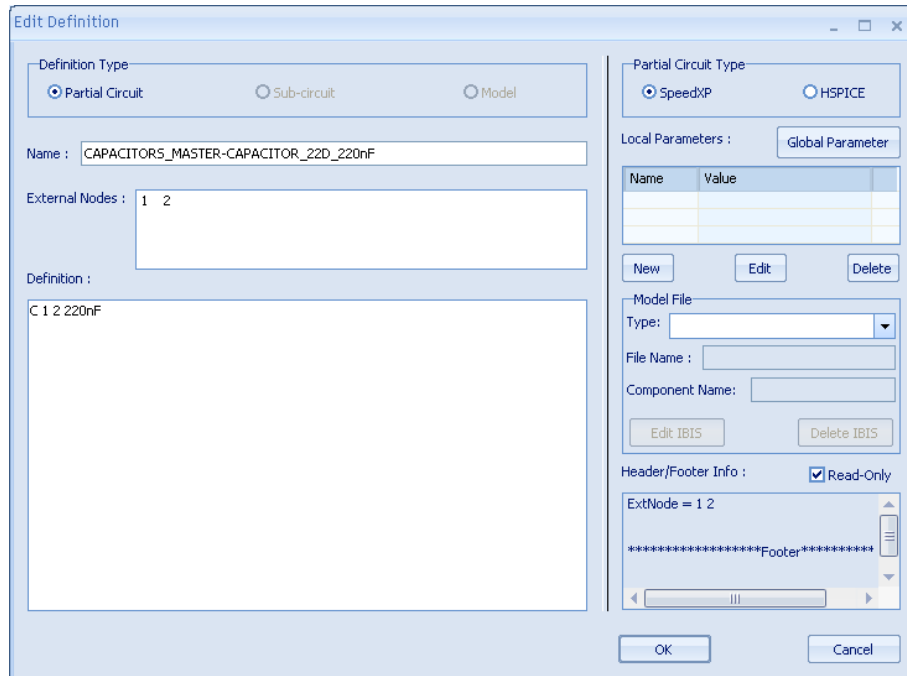 Edit Definition
Definition Type
Partial Circuit
Sub-circuit
Model
Name :
CAPACITORS_MASTER-CAPACITOR_22D_220nF
External Nodes :
1 2
Definition :
C 1 2 220nF
Partial Circuit Type
SpeedXP
HSPICE
Local Parameters :
Global Parameter
Name Value
New
Edit
Delete
Model File
Type:
File Name :
Component Name:
Edit IBIS
Delete IBIS
Header/Footer Info :
Read-Only
ExtNode = 1 2
******************Footer**********
OK
Cancel